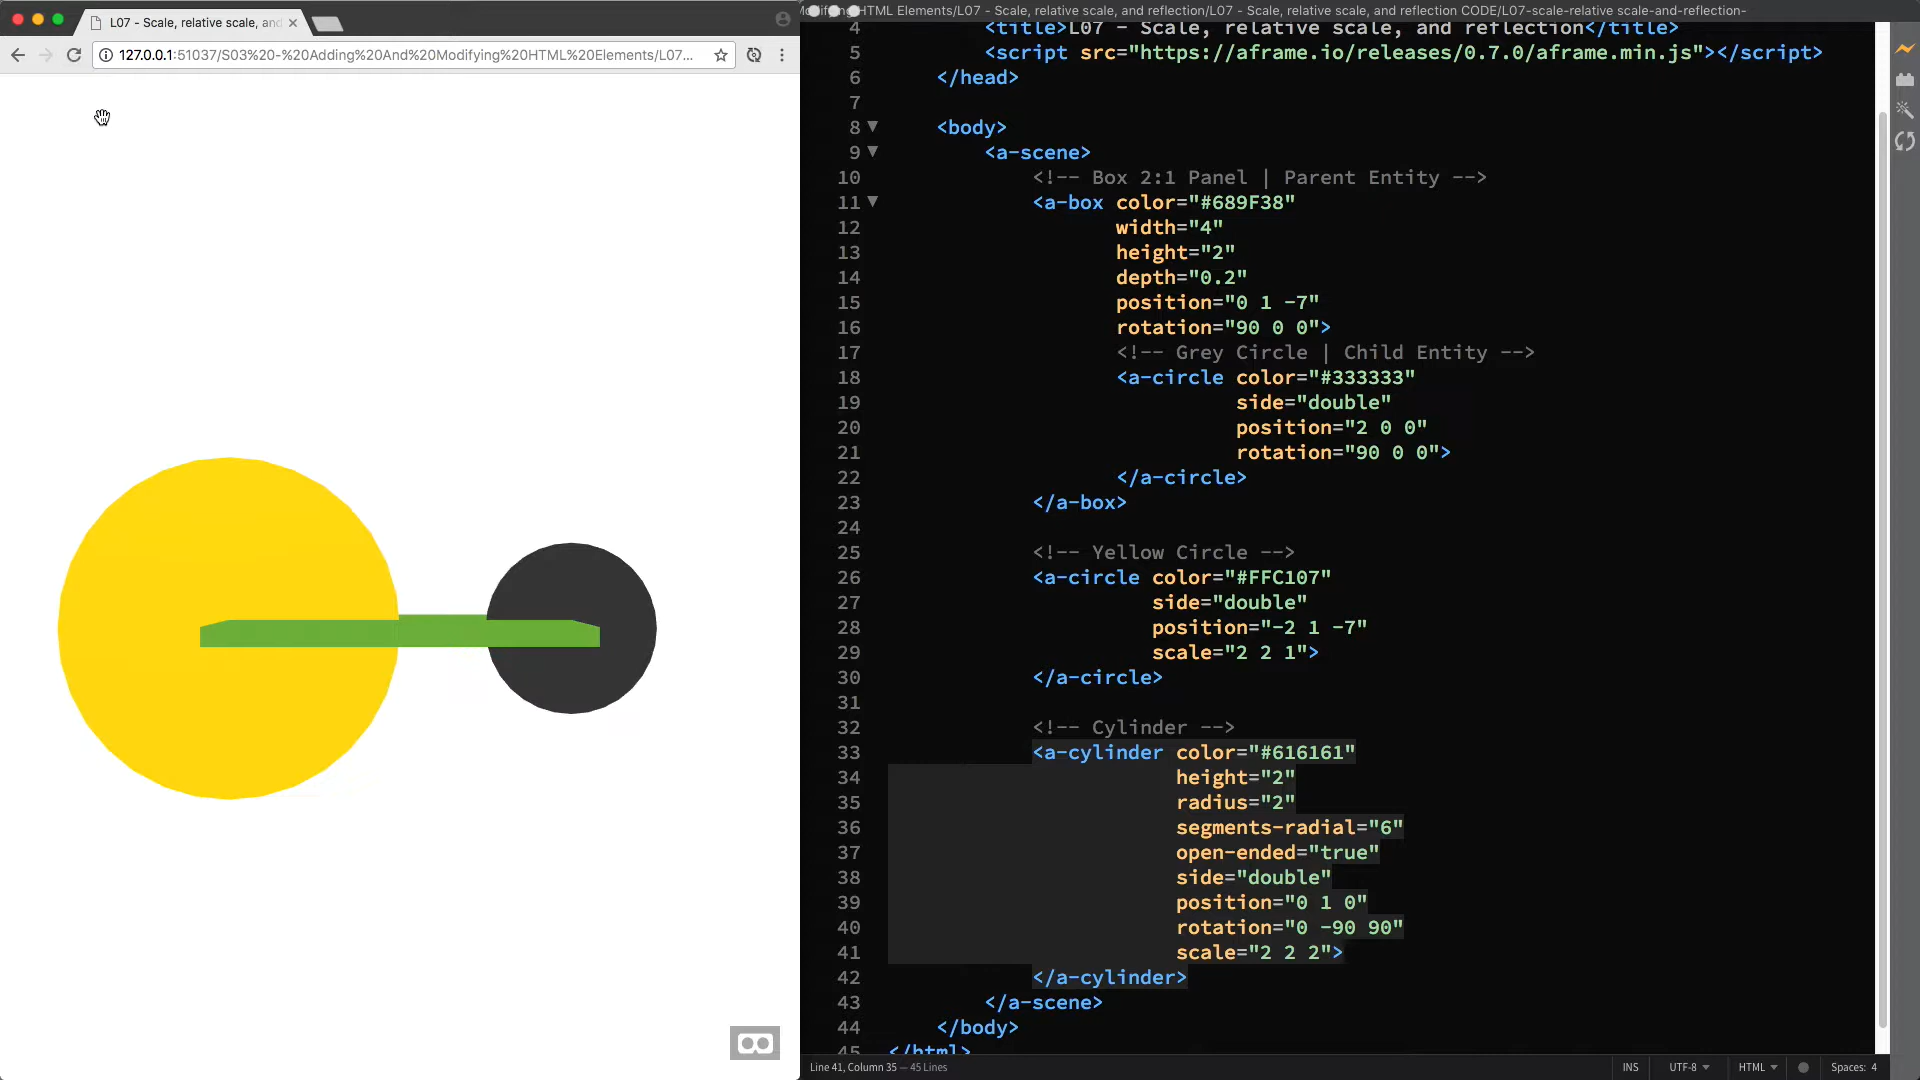 L07 - Scale, relative scale, and
127.0.0.1:51037/S03%20-%20Adding%20And%20Modifying%20HTML%20Elements/L07...
HTML Elements/L07 - Scale, relative scale, and reflection/L07 - Scale, relative scale, and reflection CODE/L07-scale-relative scale-and-reflection-
4 <title>L07 - Scale, relative scale, and reflection</title>
5 <script src="https://aframe.io/releases/0.7.0/aframe.min.js"></script>
6 </head>
7
8 <body>
9 <a-scene>
10 <!-- Box 2:1 Panel | Parent Entity -->
11 <a-box color="#689F38"
12 width="4"
13 height="2"
14 depth="0.2"
15 position="0 1 -7"
16 rotation="90 0 0">
17 <!-- Grey Circle | Child Entity -->
18 <a-circle color="#333333"
19 side="double"
20 position="2 0 0"
21 rotation="90 0 0">
22 </a-circle>
23 </a-box>
24
25 <!-- Yellow Circle -->
26 <a-circle color="#FFC107"
27 side="double"
28 position="-2 1 -7"
29 scale="2 2 1">
30 </a-circle>
31
32 <!-- Cylinder -->
33 <a-cylinder color="#616161"
34 height="2"
35 radius="2"
36 segments-radial="6"
37 open-ended="true"
38 side="double"
39 position="0 1 0"
40 rotation="0 -90 90"
41 scale="2 2 2">
42 </a-cylinder>
43 </a-scene>
44 </body>
45 </html>
Line 41, Column 35 — 45 Lines
INS UTF-8 HTML Spaces: 4